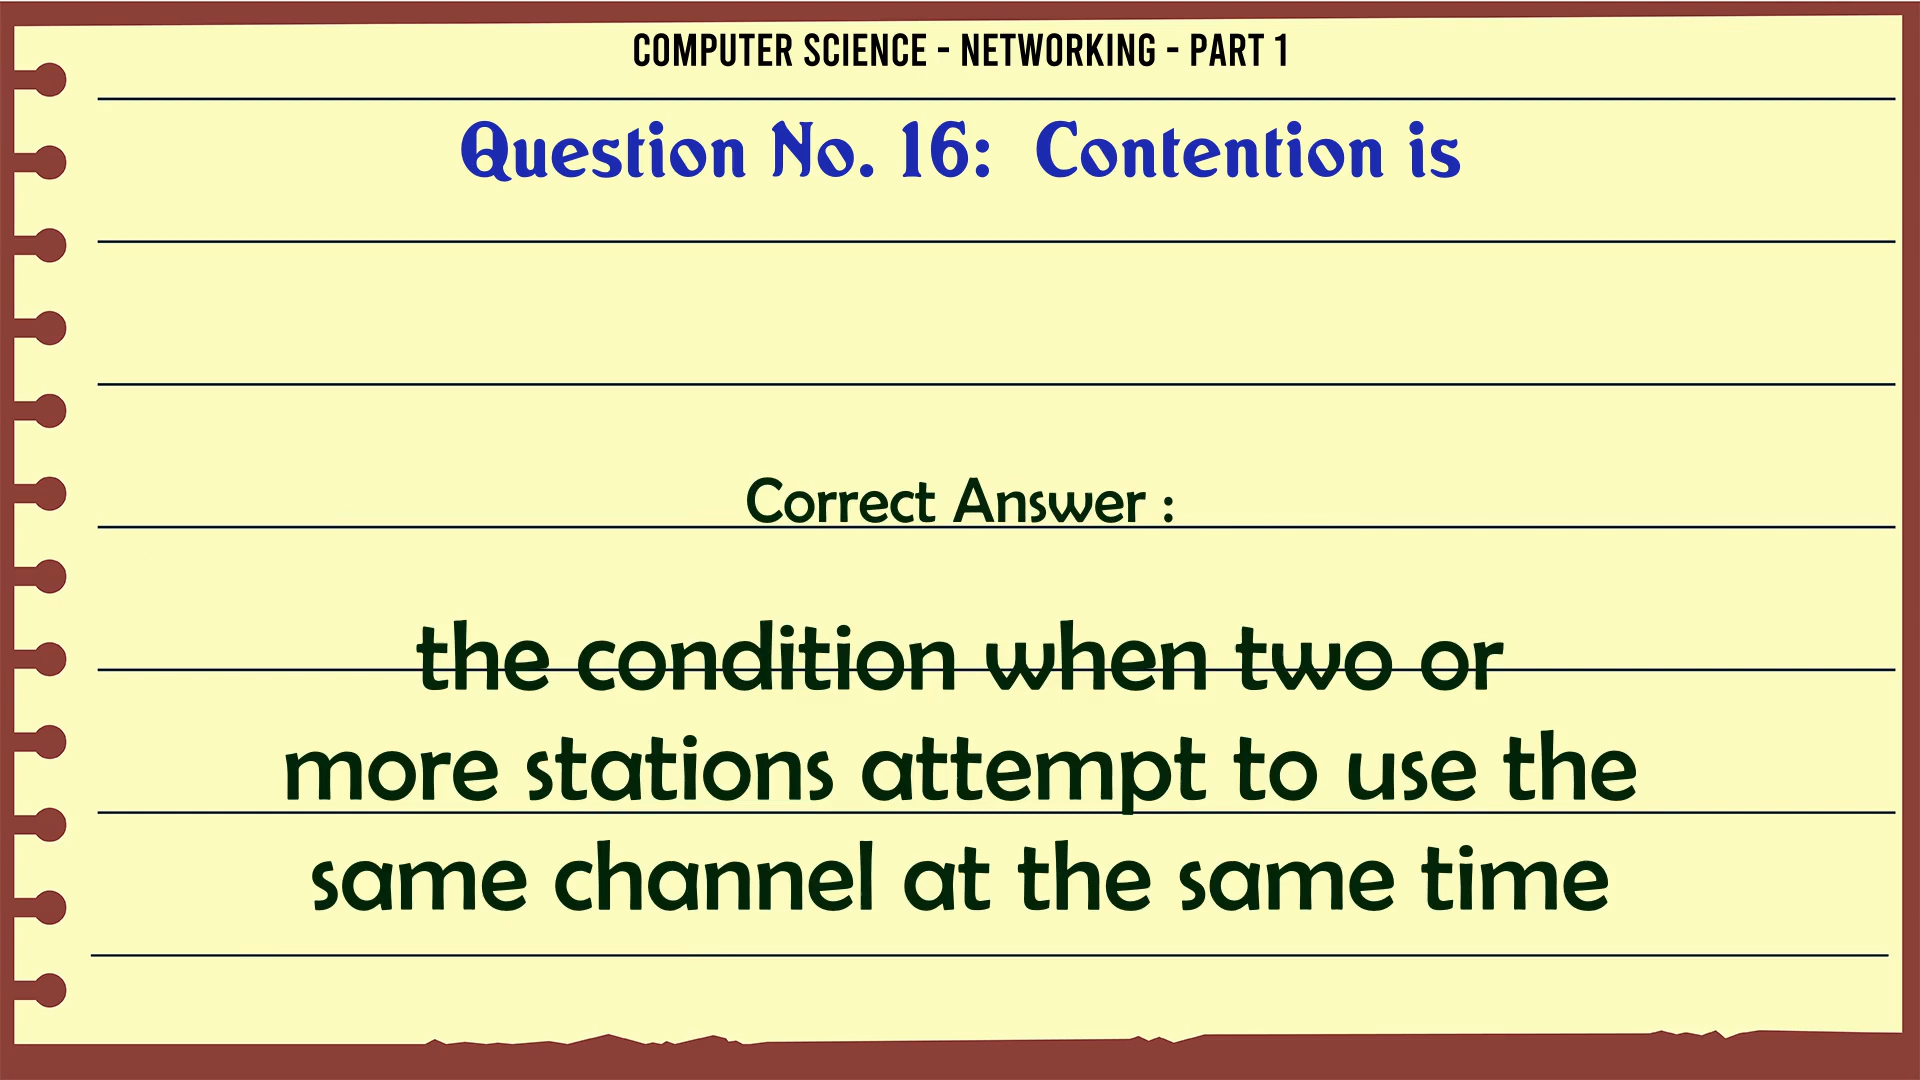 COMPUTER SCIENCE - NETWORKING - PART 1
Question No. 16: Contention is
Correct Answer :
the condition when two or
more stations attempt to use the
same channel at the same time